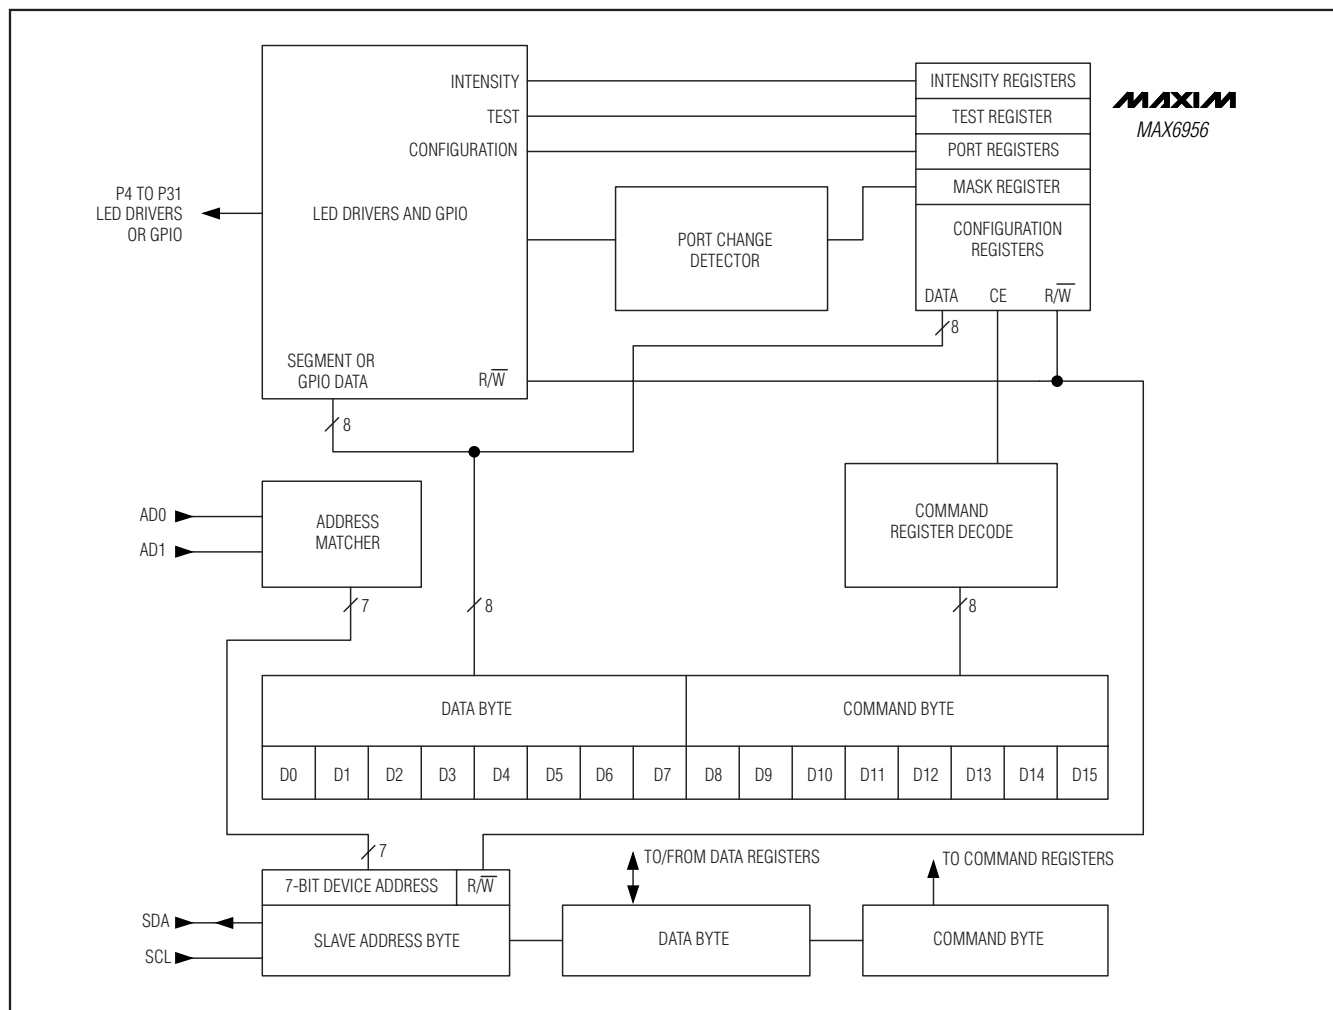 INTENSITY
TEST
CONFIGURATION
LED DRIVERS AND GPIO
SEGMENT OR
GPIO DATA
R/W̅
P4 TO P31
LED DRIVERS
OR GPIO
PORT CHANGE
DETECTOR
INTENSITY REGISTERS
TEST REGISTER
PORT REGISTERS
MASK REGISTER
CONFIGURATION
REGISTERS
DATA CE R/W̅
MAXIM
MAX6956
8
8
AD0
AD1
ADDRESS
MATCHER
COMMAND
REGISTER DECODE
7
8
8
DATA BYTE COMMAND BYTE
D0 D1 D2 D3 D4 D5 D6 D7 D8 D9 D10 D11 D12 D13 D14 D15
7
TO/FROM DATA REGISTERS
TO COMMAND REGISTERS
7-BIT DEVICE ADDRESS R/W̅
SDA
SCL
SLAVE ADDRESS BYTE
DATA BYTE
COMMAND BYTE